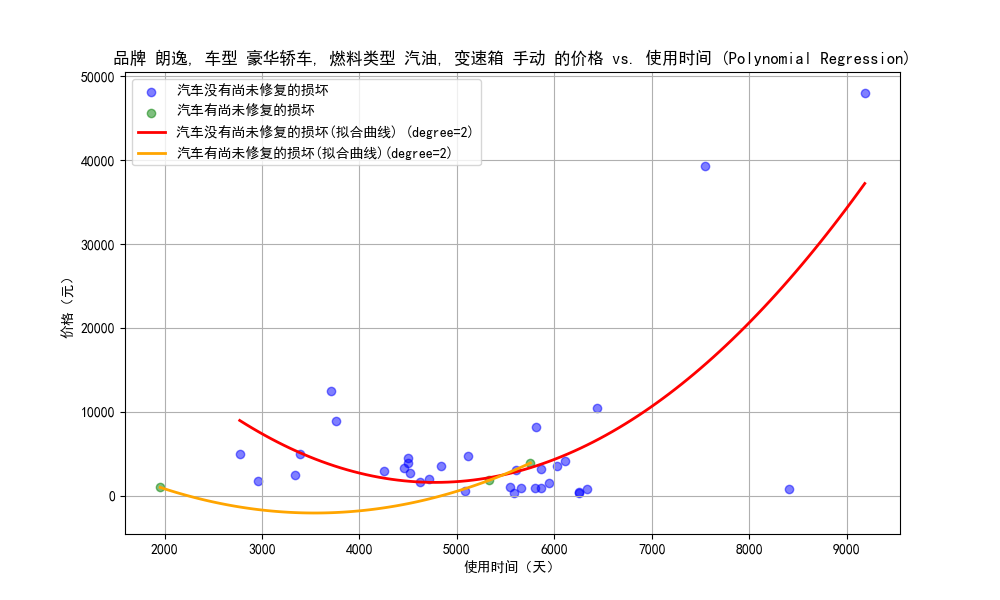 品牌 朗逸, 车型 豪华轿车, 燃料类型 汽油, 变速箱 手动 的价格 vs. 使用时间 (Polynomial Regression)
50000
40000
30000
20000
10000
0
价格（元）
汽车没有尚未修复的损坏
汽车有尚未修复的损坏
汽车没有尚未修复的损坏(拟合曲线) (degree=2)
汽车有尚未修复的损坏(拟合曲线)(degree=2)
2000 3000 4000 5000 6000 7000 8000 9000
使用时间（天）